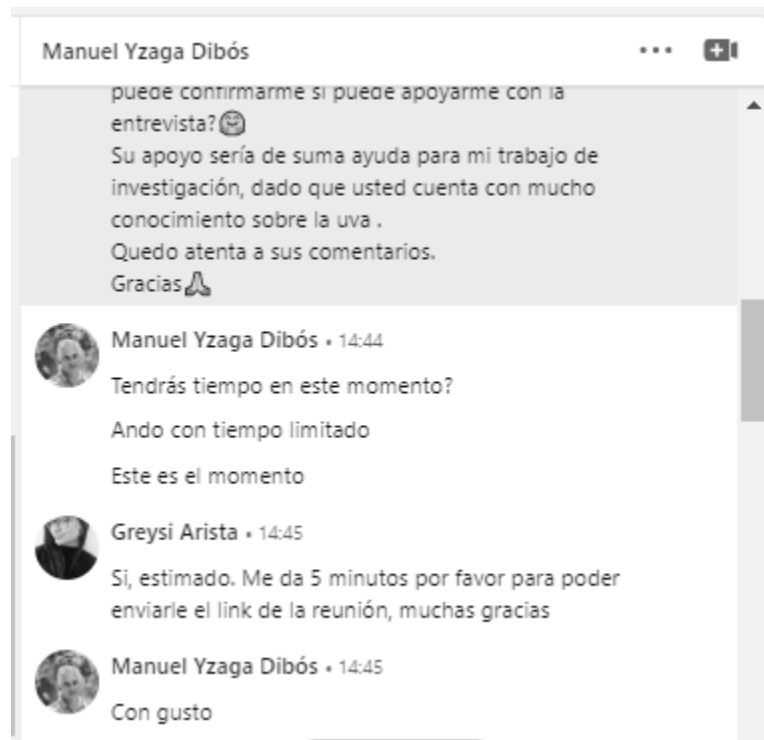 Manuel Yzaga Dibós
puede confirmarme si puede apoyarme con la
entrevista?🤗
Su apoyo sería de suma ayuda para mi trabajo de
investigación, dado que usted cuenta con mucho
conocimiento sobre la uva .
Quedo atenta a sus comentarios.
Gracias🙏
Manuel Yzaga Dibós • 14:44
Tendrás tiempo en este momento?
Ando con tiempo limitado
Este es el momento
Greysi Arista • 14:45
Si, estimado. Me da 5 minutos por favor para poder
enviarle el link de la reunión, muchas gracias
Manuel Yzaga Dibós • 14:45
Con gusto